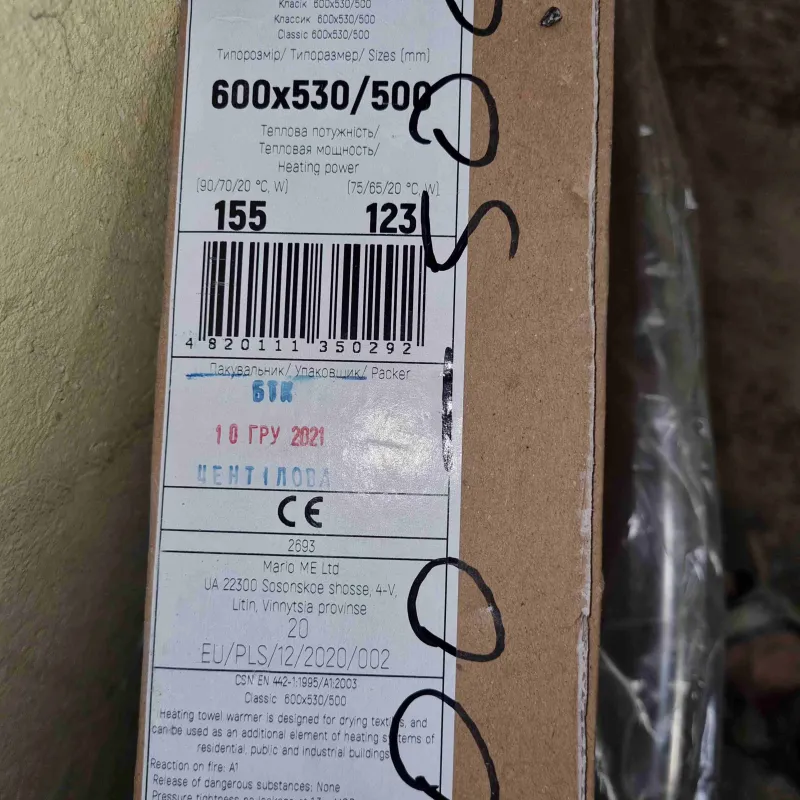 Класік 600x530/500
Классик 600x530/500
Classic 600x530/500
Типорозмір/ Типоразмер/ Sizes (mm)
600x530/500
Теплова потужність/
Тепловая мощность/
Heating power
(90/70/20 °C, W) (75/65/20 °C, W)
155 123
4 820111 350292
Пакувальник/ Упаковщик/ Packer
БТК
10 ГРУ 2021
ЦЕНТІЛОВА
CE
2693
Mario ME Ltd
UA 22300 Sosonskoe shosse, 4-V,
Litin, Vinnytsia provinse
20
EU/PLS/12/2020/002
CSN EN 442-1:1995/A1:2003
Classic 600x530/500
Heating towel warmer is designed for drying textiles, and
can be used as an additional element of heating systems of
residential, public and industrial buildings
Reaction on fire: A1
Release of dangerous substances: None